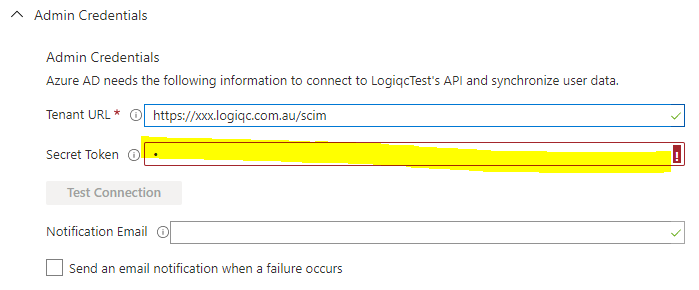 Admin Credentials
Admin Credentials
Azure AD needs the following information to connect to LogiqcTest's API and synchronize user data.
Tenant URL * https://xxx.logiqc.com.au/scim
Secret Token •
Test Connection
Notification Email
Send an email notification when a failure occurs